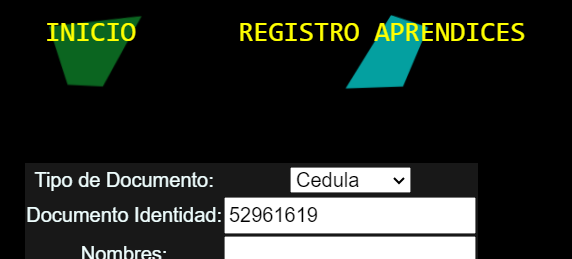 INICIO REGISTRO APRENDICES
Tipo de Documento: Cedula
Documento Identidad: 52961619
Nombres: